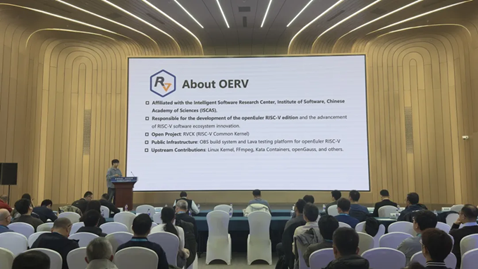 RV
About OERV
Affiliated with the Intelligent Software Research Center, Institute of Software, Chinese
Academy of Sciences (ISCAS).
Responsible for the development of the openEuler RISC-V edition and the advancement
of RISC-V software ecosystem innovation.
Open Project: RVCK (RISC-V Common Kernel)
Public Infrastructure: OBS build system and Lava testing platform for openEuler RISC-V
Upstream Contributions: Linux Kernel, FFmpeg, Kata Containers, openGauss, and others.